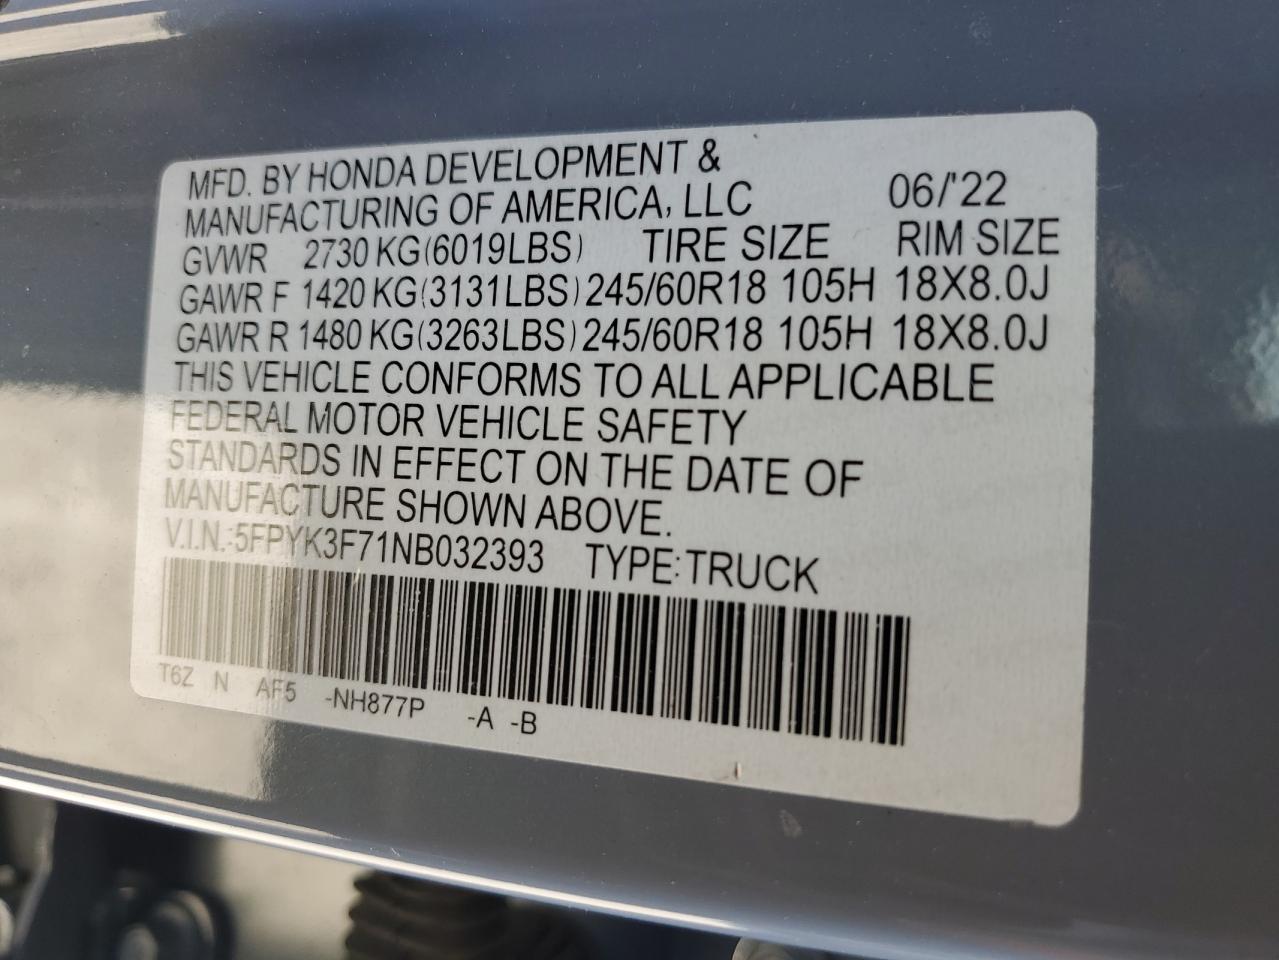 MFD. BY HONDA DEVELOPMENT &
MANUFACTURING OF AMERICA, LLC 06/'22
GVWR 2730 KG(6019LBS) TIRE SIZE RIM SIZE
GAWR F 1420 KG(3131LBS) 245/60R18 105H 18X8.0J
GAWR R 1480 KG(3263LBS) 245/60R18 105H 18X8.0J
THIS VEHICLE CONFORMS TO ALL APPLICABLE
FEDERAL MOTOR VEHICLE SAFETY
STANDARDS IN EFFECT ON THE DATE OF
MANUFACTURE SHOWN ABOVE.
V.I.N.:5FPYK3F71NB032393 TYPE:TRUCK
T6Z N AF5 -NH877P -A -B